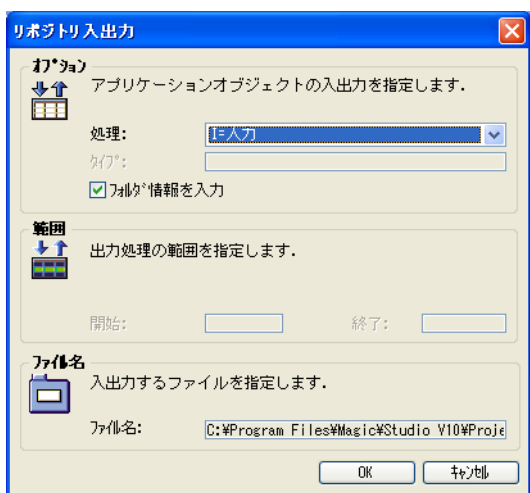 リポジトリ入出力
オプション
アプリケーションオブジェクトの入出力を指定します.
処理: I=入力
タイプ:
フォルダ情報を入力
範囲
出力処理の範囲を指定します.
開始: 終了:
ファイル名
入出力するファイルを指定します.
ファイル名: C:¥Program Files¥Magic¥Studio V10¥Proje
OK キャンセル